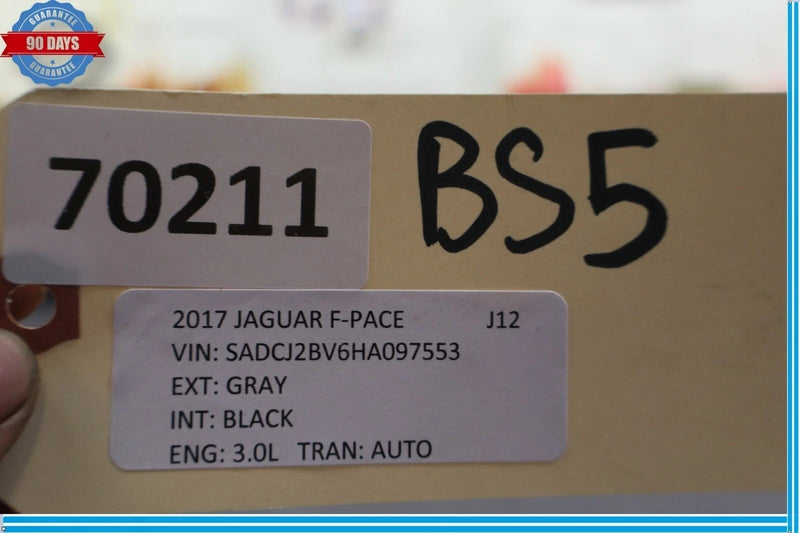 GUARANTEE
90 DAYS
GUARANTEE
70211
BS5
2017 JAGUAR F-PACE J12
VIN: SADCJ2BV6HA097553
EXT: GRAY
INT: BLACK
ENG: 3.0L TRAN: AUTO